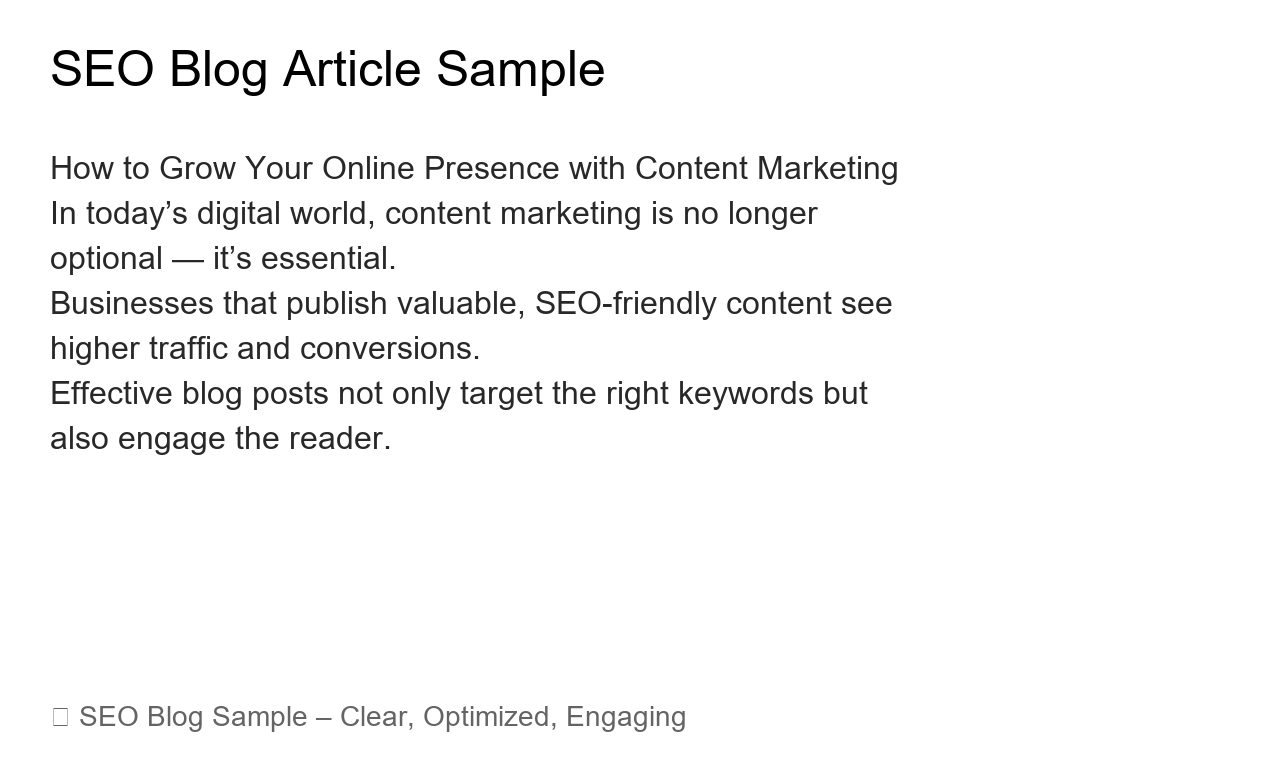 SEO Blog Article Sample
How to Grow Your Online Presence with Content Marketing
In today’s digital world, content marketing is no longer
optional — it’s essential.
Businesses that publish valuable, SEO-friendly content see
higher traffic and conversions.
Effective blog posts not only target the right keywords but
also engage the reader.
□ SEO Blog Sample – Clear, Optimized, Engaging